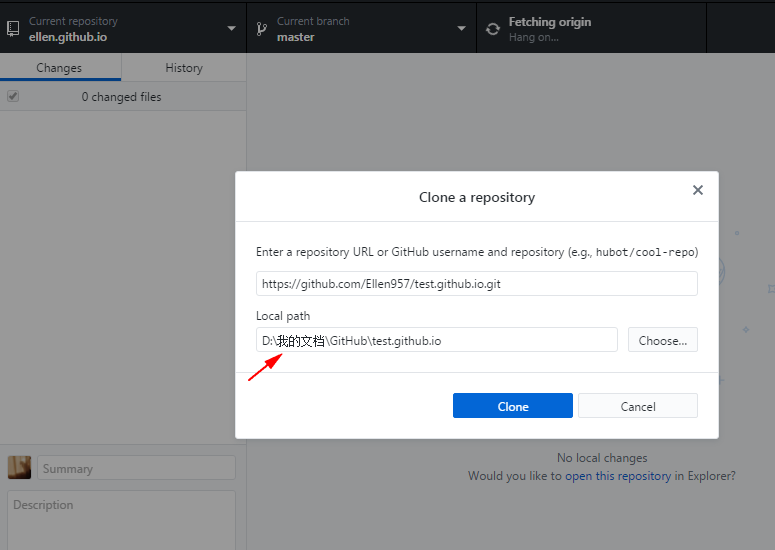 Current repository
ellen.github.io
Current branch
master
Fetching origin
Hang on...
Changes
History
0 changed files
Clone a repository
Enter a repository URL or GitHub username and repository (e.g., hubot/cool-repo)
https://github.com/Ellen957/test.github.io.git
Local path
D:\我的文档\GitHub\test.github.io
Choose...
Clone
Cancel
No local changes
Would you like to open this repository in Explorer?
Summary
Description